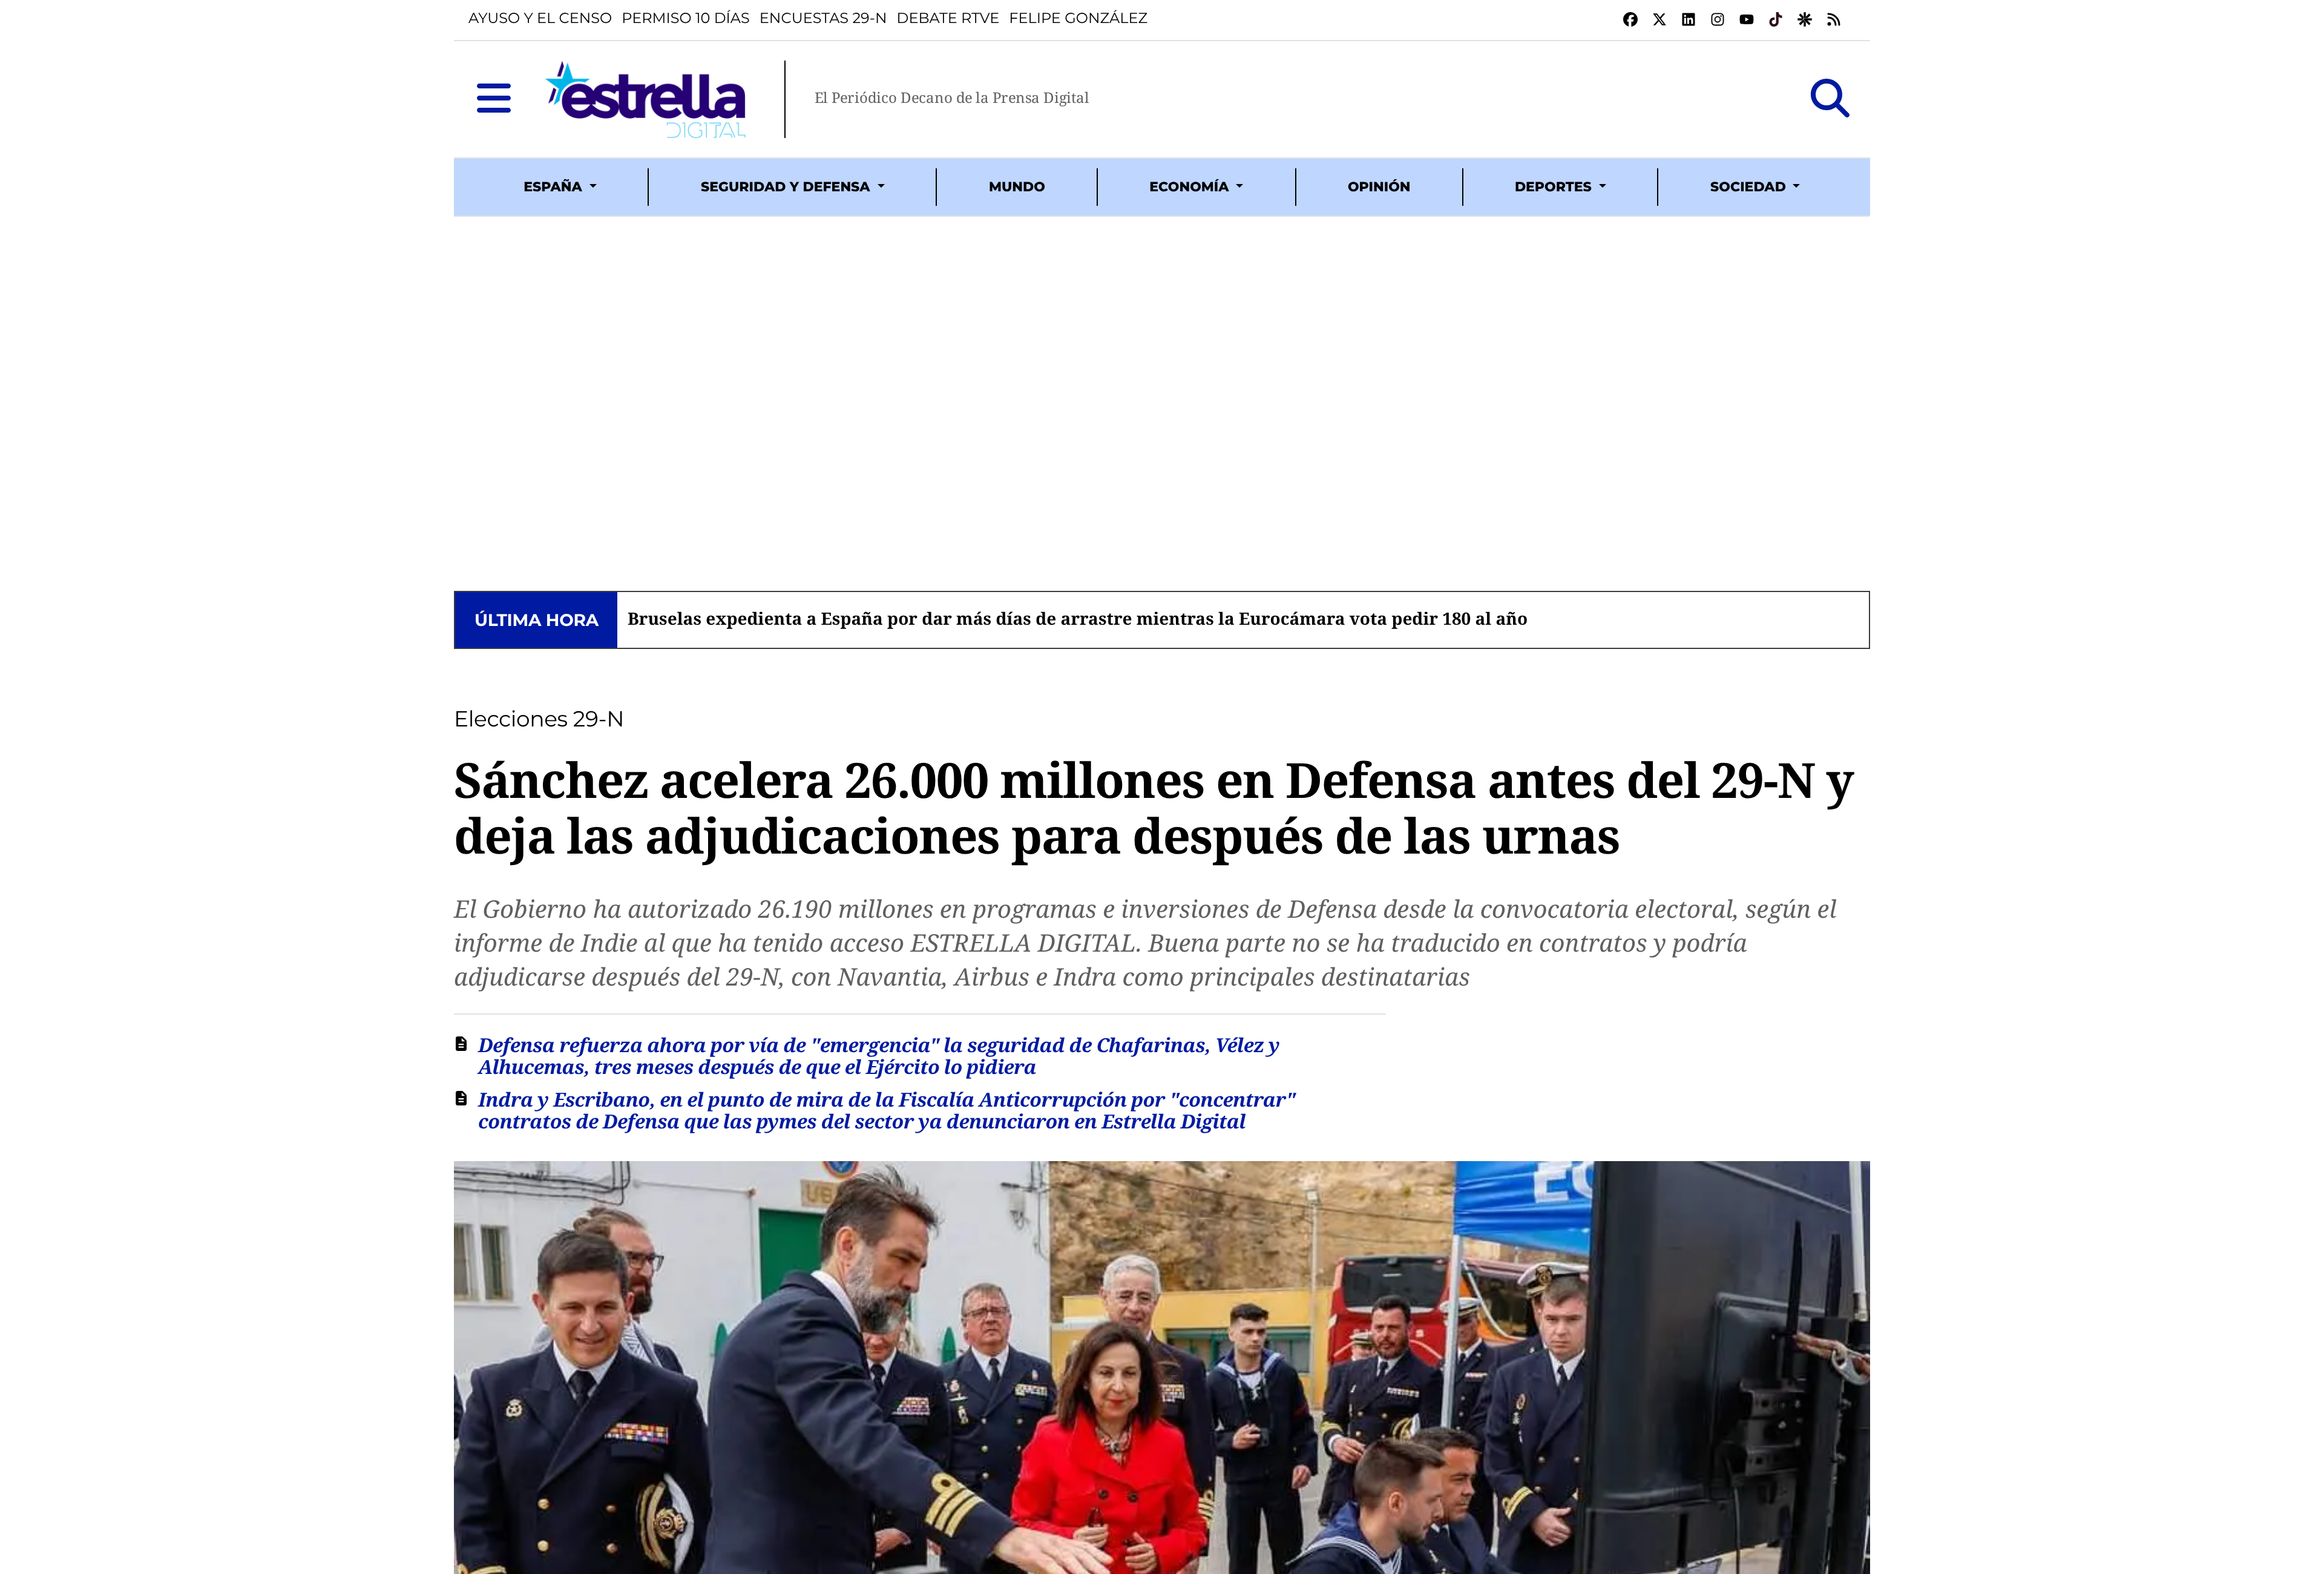 AYUSO Y EL CENSO PERMISO 10 DÍAS ENCUESTAS 29-N DEBATE RTVE FELIPE GONZÁLEZ
estrella
DIGITAL
El Periódico Decano de la Prensa Digital
ESPAÑA SEGURIDAD Y DEFENSA MUNDO ECONOMÍA OPINIÓN DEPORTES SOCIEDAD
ÚLTIMA HORA Bruselas expedienta a España por dar más días de arrastre mientras la Eurocámara vota pedir 180 al año
Elecciones 29-N
Sánchez acelera 26.000 millones en Defensa antes del 29-N y
deja las adjudicaciones para después de las urnas
El Gobierno ha autorizado 26.190 millones en programas e inversiones de Defensa desde la convocatoria electoral, según el
informe de Indie al que ha tenido acceso ESTRELLA DIGITAL. Buena parte no se ha traducido en contratos y podría
adjudicarse después del 29-N, con Navantia, Airbus e Indra como principales destinatarias
Defensa refuerza ahora por vía de "emergencia" la seguridad de Chafarinas, Vélez y
Alhucemas, tres meses después de que el Ejército lo pidiera
Indra y Escribano, en el punto de mira de la Fiscalía Anticorrupción por "concentrar"
contratos de Defensa que las pymes del sector ya denunciaron en Estrella Digital